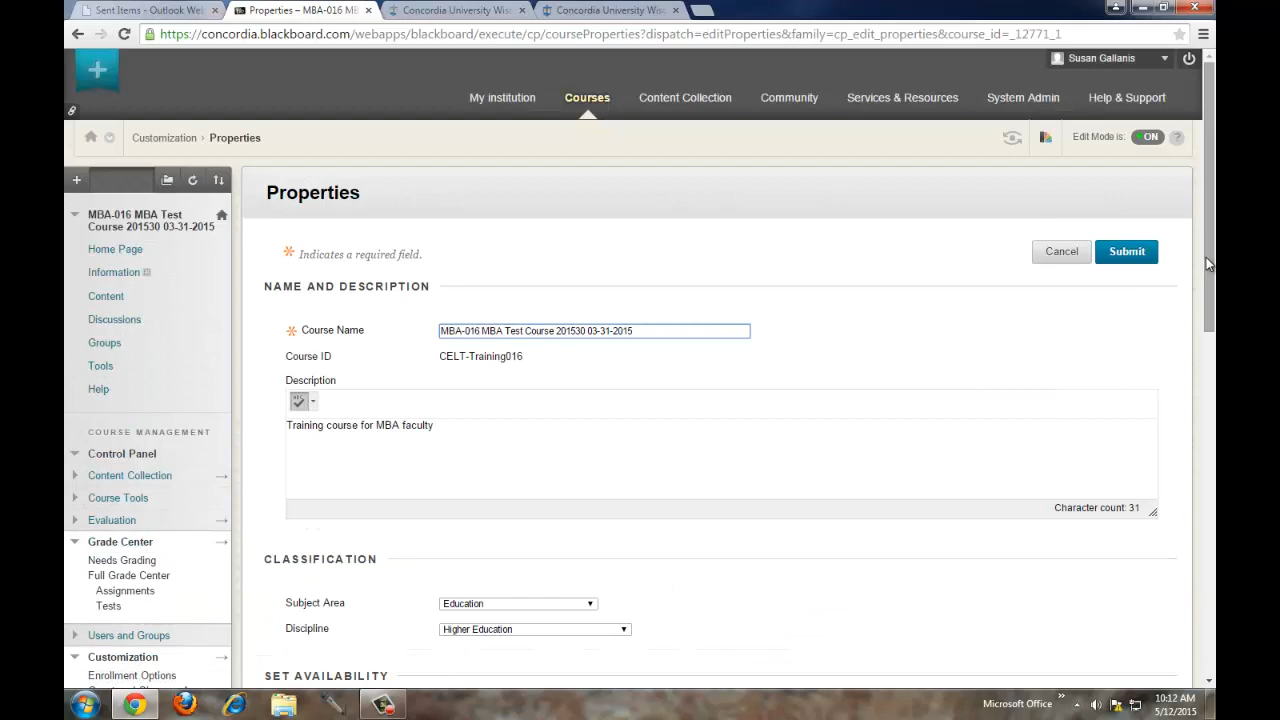 Sent Items - Outlook Web
Properties – MBA-016 MB
Concordia University Wisc
Concordia University Wisc
https://concordia.blackboard.com/webapps/blackboard/execute/cp/courseProperties?dispatch=editProperties&family=cp_edit_properties&course_id=_12771_1
Susan Gallanis
My institution
Courses
Content Collection
Community
Services & Resources
System Admin
Help & Support
Customization › Properties
Edit Mode is: ON ?
Properties
MBA-016 MBA Test
Course 201530 03-31-2015
Home Page
Information
Content
Discussions
Groups
Tools
Help
COURSE MANAGEMENT
Control Panel
Content Collection
Course Tools
Evaluation
Grade Center
Needs Grading
Full Grade Center
Assignments
Tests
Users and Groups
Customization
Enrollment Options
Indicates a required field.
Cancel
Submit
NAME AND DESCRIPTION
Course Name
MBA-016 MBA Test Course 201530 03-31-2015
Course ID
CELT-Training016
Description
Training course for MBA faculty
Character count: 31
CLASSIFICATION
Subject Area
Education
Discipline
Higher Education
SET AVAILABILITY
Microsoft Office
10:12 AM
5/12/2015